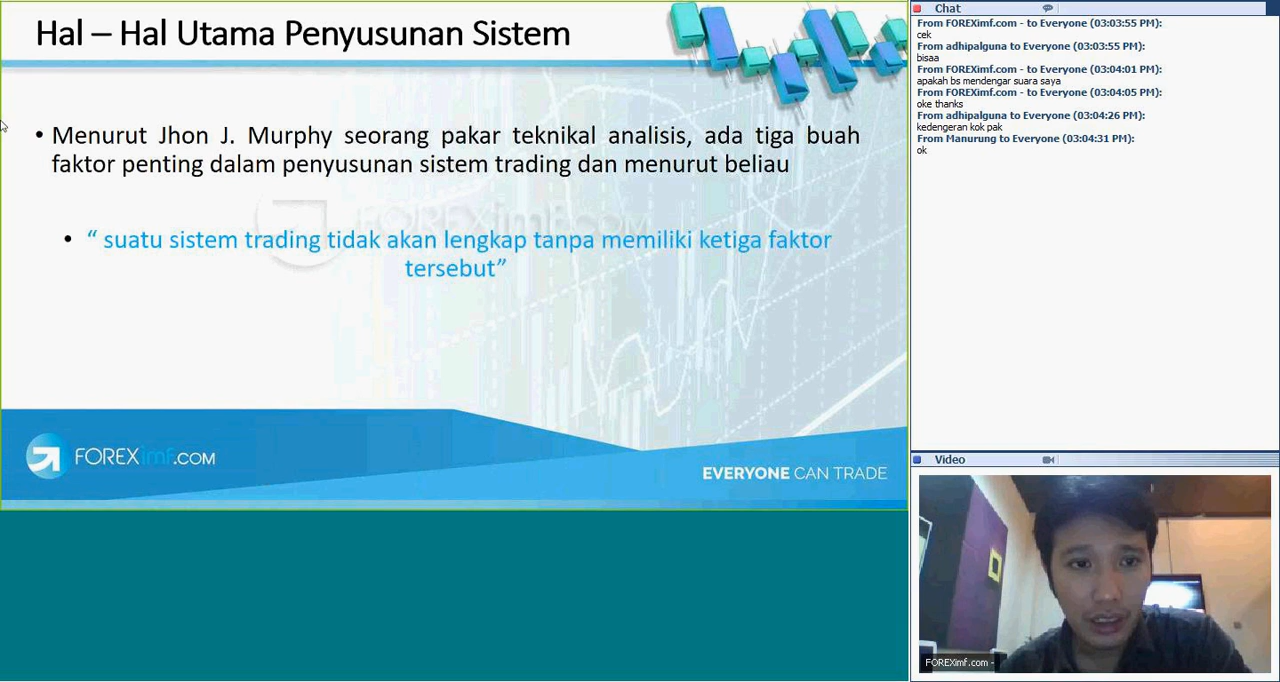 Hal – Hal Utama Penyusunan Sistem
• Menurut Jhon J. Murphy seorang pakar teknikal analisis, ada tiga buah
faktor penting dalam penyusunan sistem trading dan menurut beliau
FOREXimf.COM
• “ suatu sistem trading tidak akan lengkap tanpa memiliki ketiga faktor
tersebut”
FOREXimf.COM
EVERYONE CAN TRADE
Chat
From FOREXimf.com - to Everyone (03:03:55 PM):
cek
From adhipalguna to Everyone (03:03:55 PM):
bisaa
From FOREXimf.com - to Everyone (03:04:01 PM):
apakah bs mendengar suara saya
From FOREXimf.com - to Everyone (03:04:05 PM):
oke thanks
From adhipalguna to Everyone (03:04:26 PM):
kedengeran kok pak
From Manurung to Everyone (03:04:31 PM):
ok
Video
FOREXimf.com -